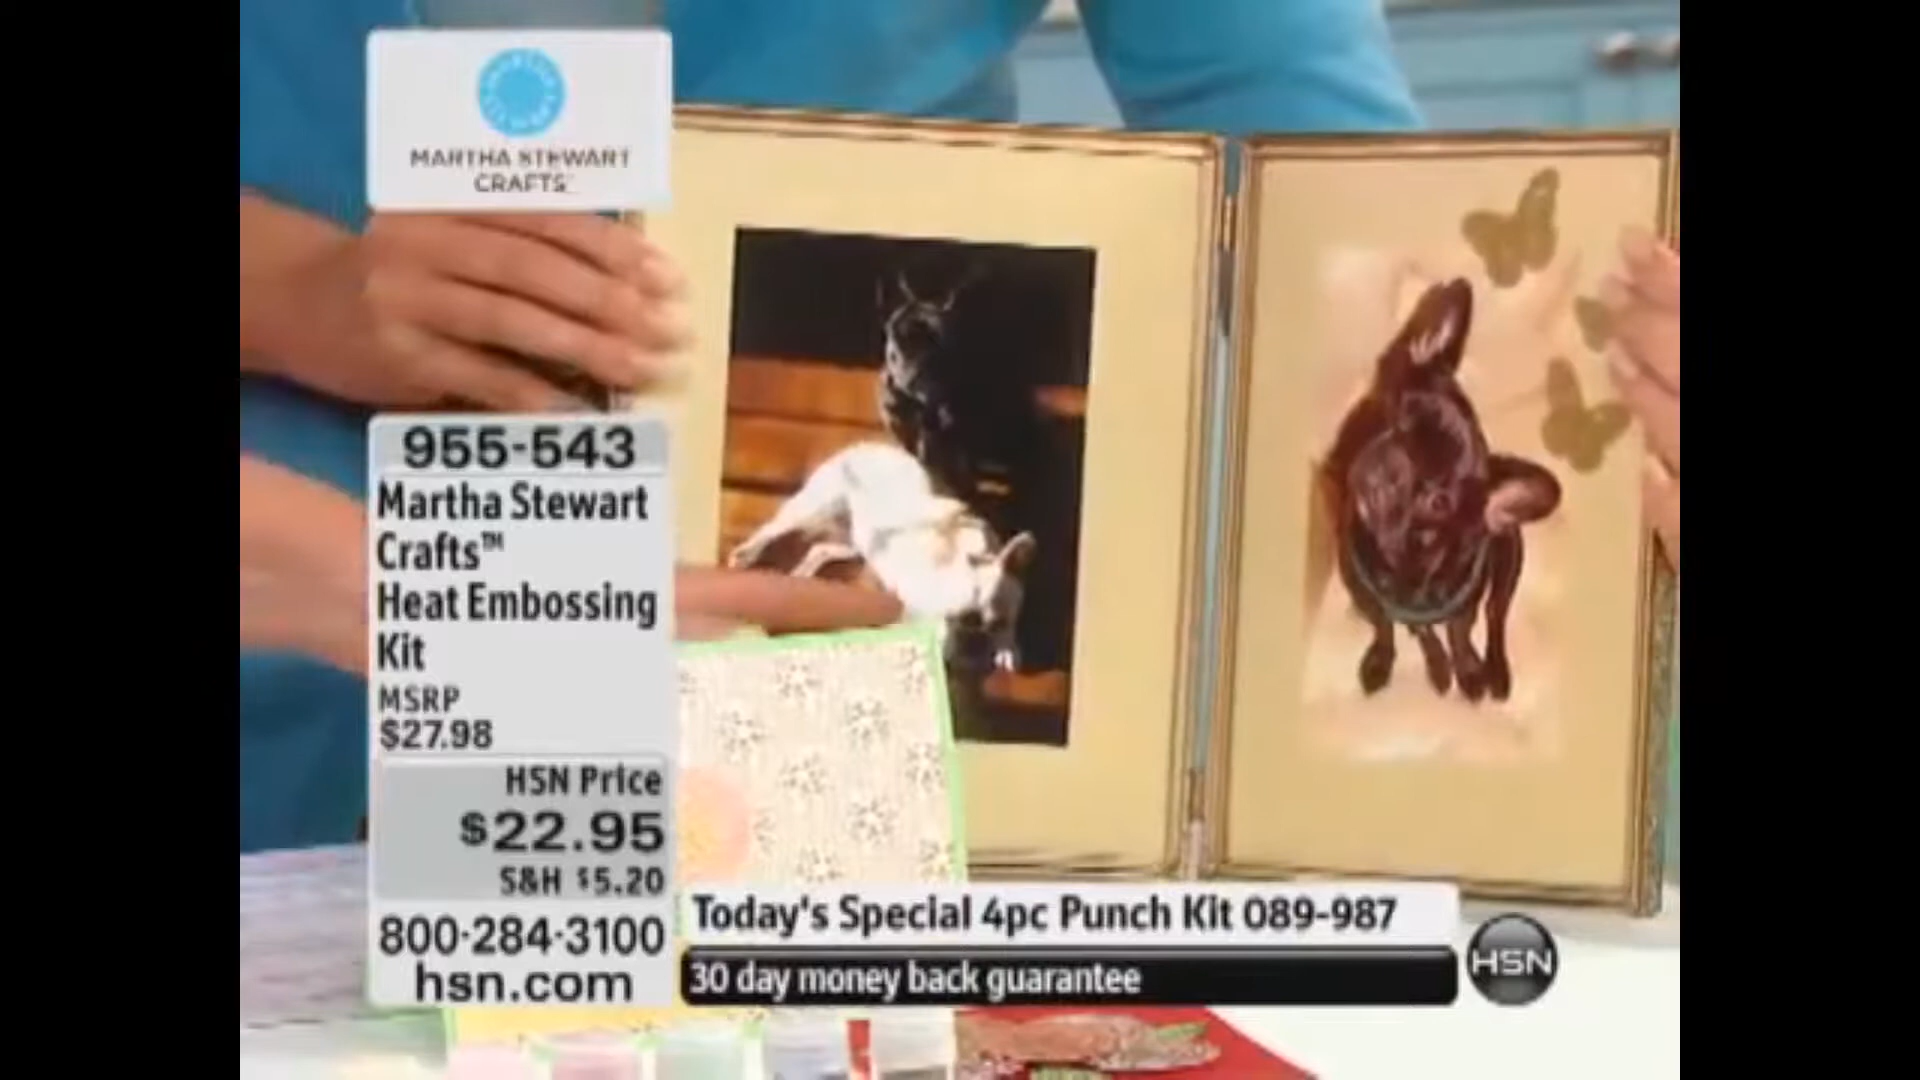 MARTHA STEWART
CRAFTS™
955-543
Martha Stewart
Crafts™
Heat Embossing
Kit
MSRP
$27.98
HSN Price
$22.95
S&H $5.20
800-284-3100
hsn.com
Today's Special 4pc Punch Kit 089-987
30 day money back guarantee
HSN